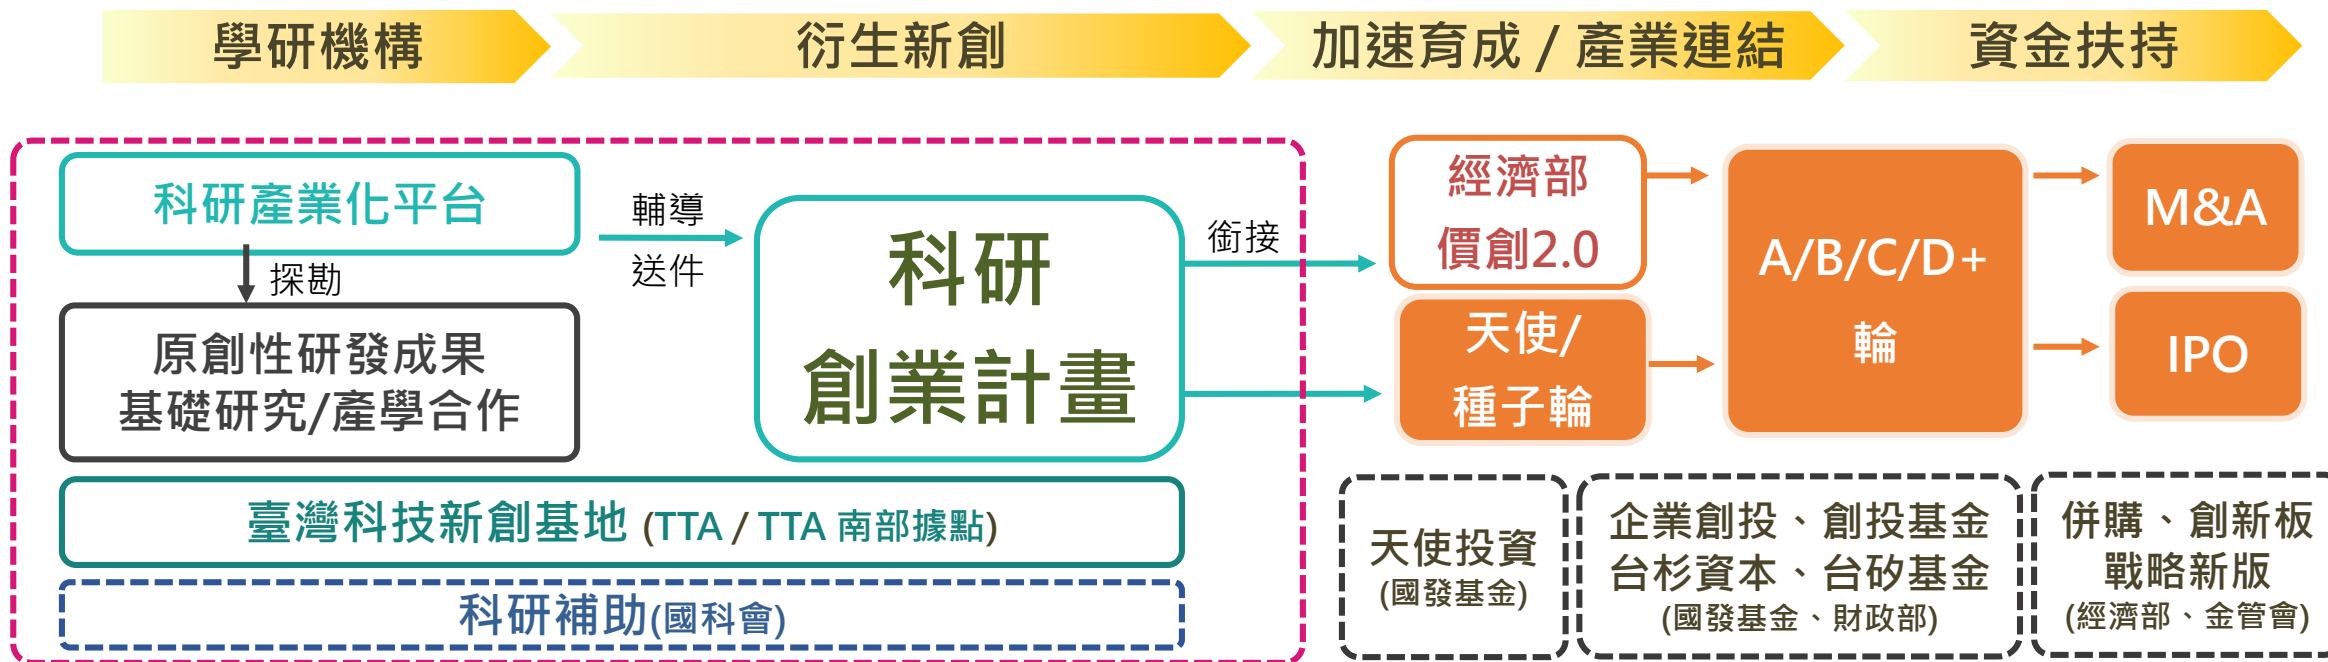 學研機構
衍生新創
加速育成 / 產業連結
資金扶持
科研產業化平台
探勘
原創性研發成果
基礎研究/產學合作
輔導
送件
科研
創業計畫
銜接
經濟部
價創2.0
天使/
種子輪
A/B/C/D+
輪
M&A
IPO
臺灣科技新創基地 (TTA / TTA 南部據點)
科研補助(國科會)
天使投資
(國發基金)
企業創投、創投基金
台杉資本、台矽基金
(國發基金、財政部)
併購、創新板
戰略新版
(經濟部、金管會)